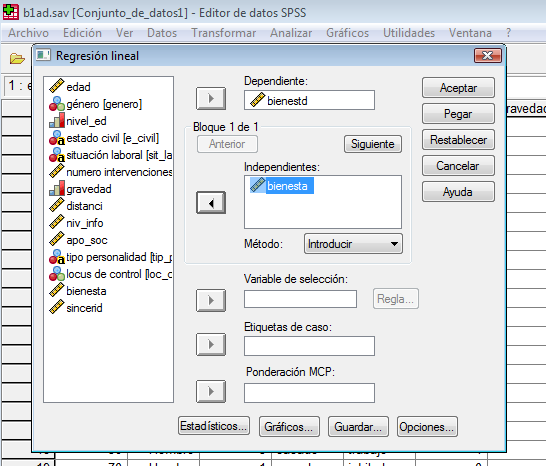 b1ad.sav [Conjunto_de_datos1] - Editor de datos SPSS
Archivo Edición Ver Datos Transformar Analizar Gráficos Utilidades Ventana ?
1 : e
Regresión lineal
edad
género [genero]
nivel_ed
estado civil [e_civil]
situación laboral [sit_la
numero intervenciones
gravedad
distanci
niv_info
apo_soc
tipo personalidad [tip_p
locus de control [loc_c
bienesta
sincerid
Dependiente:
bienestd
Bloque 1 de 1
Anterior
Siguiente
Independientes:
bienesta
Método:
Introducir
Variable de selección:
Regla...
Etiquetas de caso:
Ponderación MCP:
Estadísticos...
Gráficos...
Guardar...
Opciones...
Aceptar
Pegar
Restablecer
Cancelar
Ayuda
ravedad